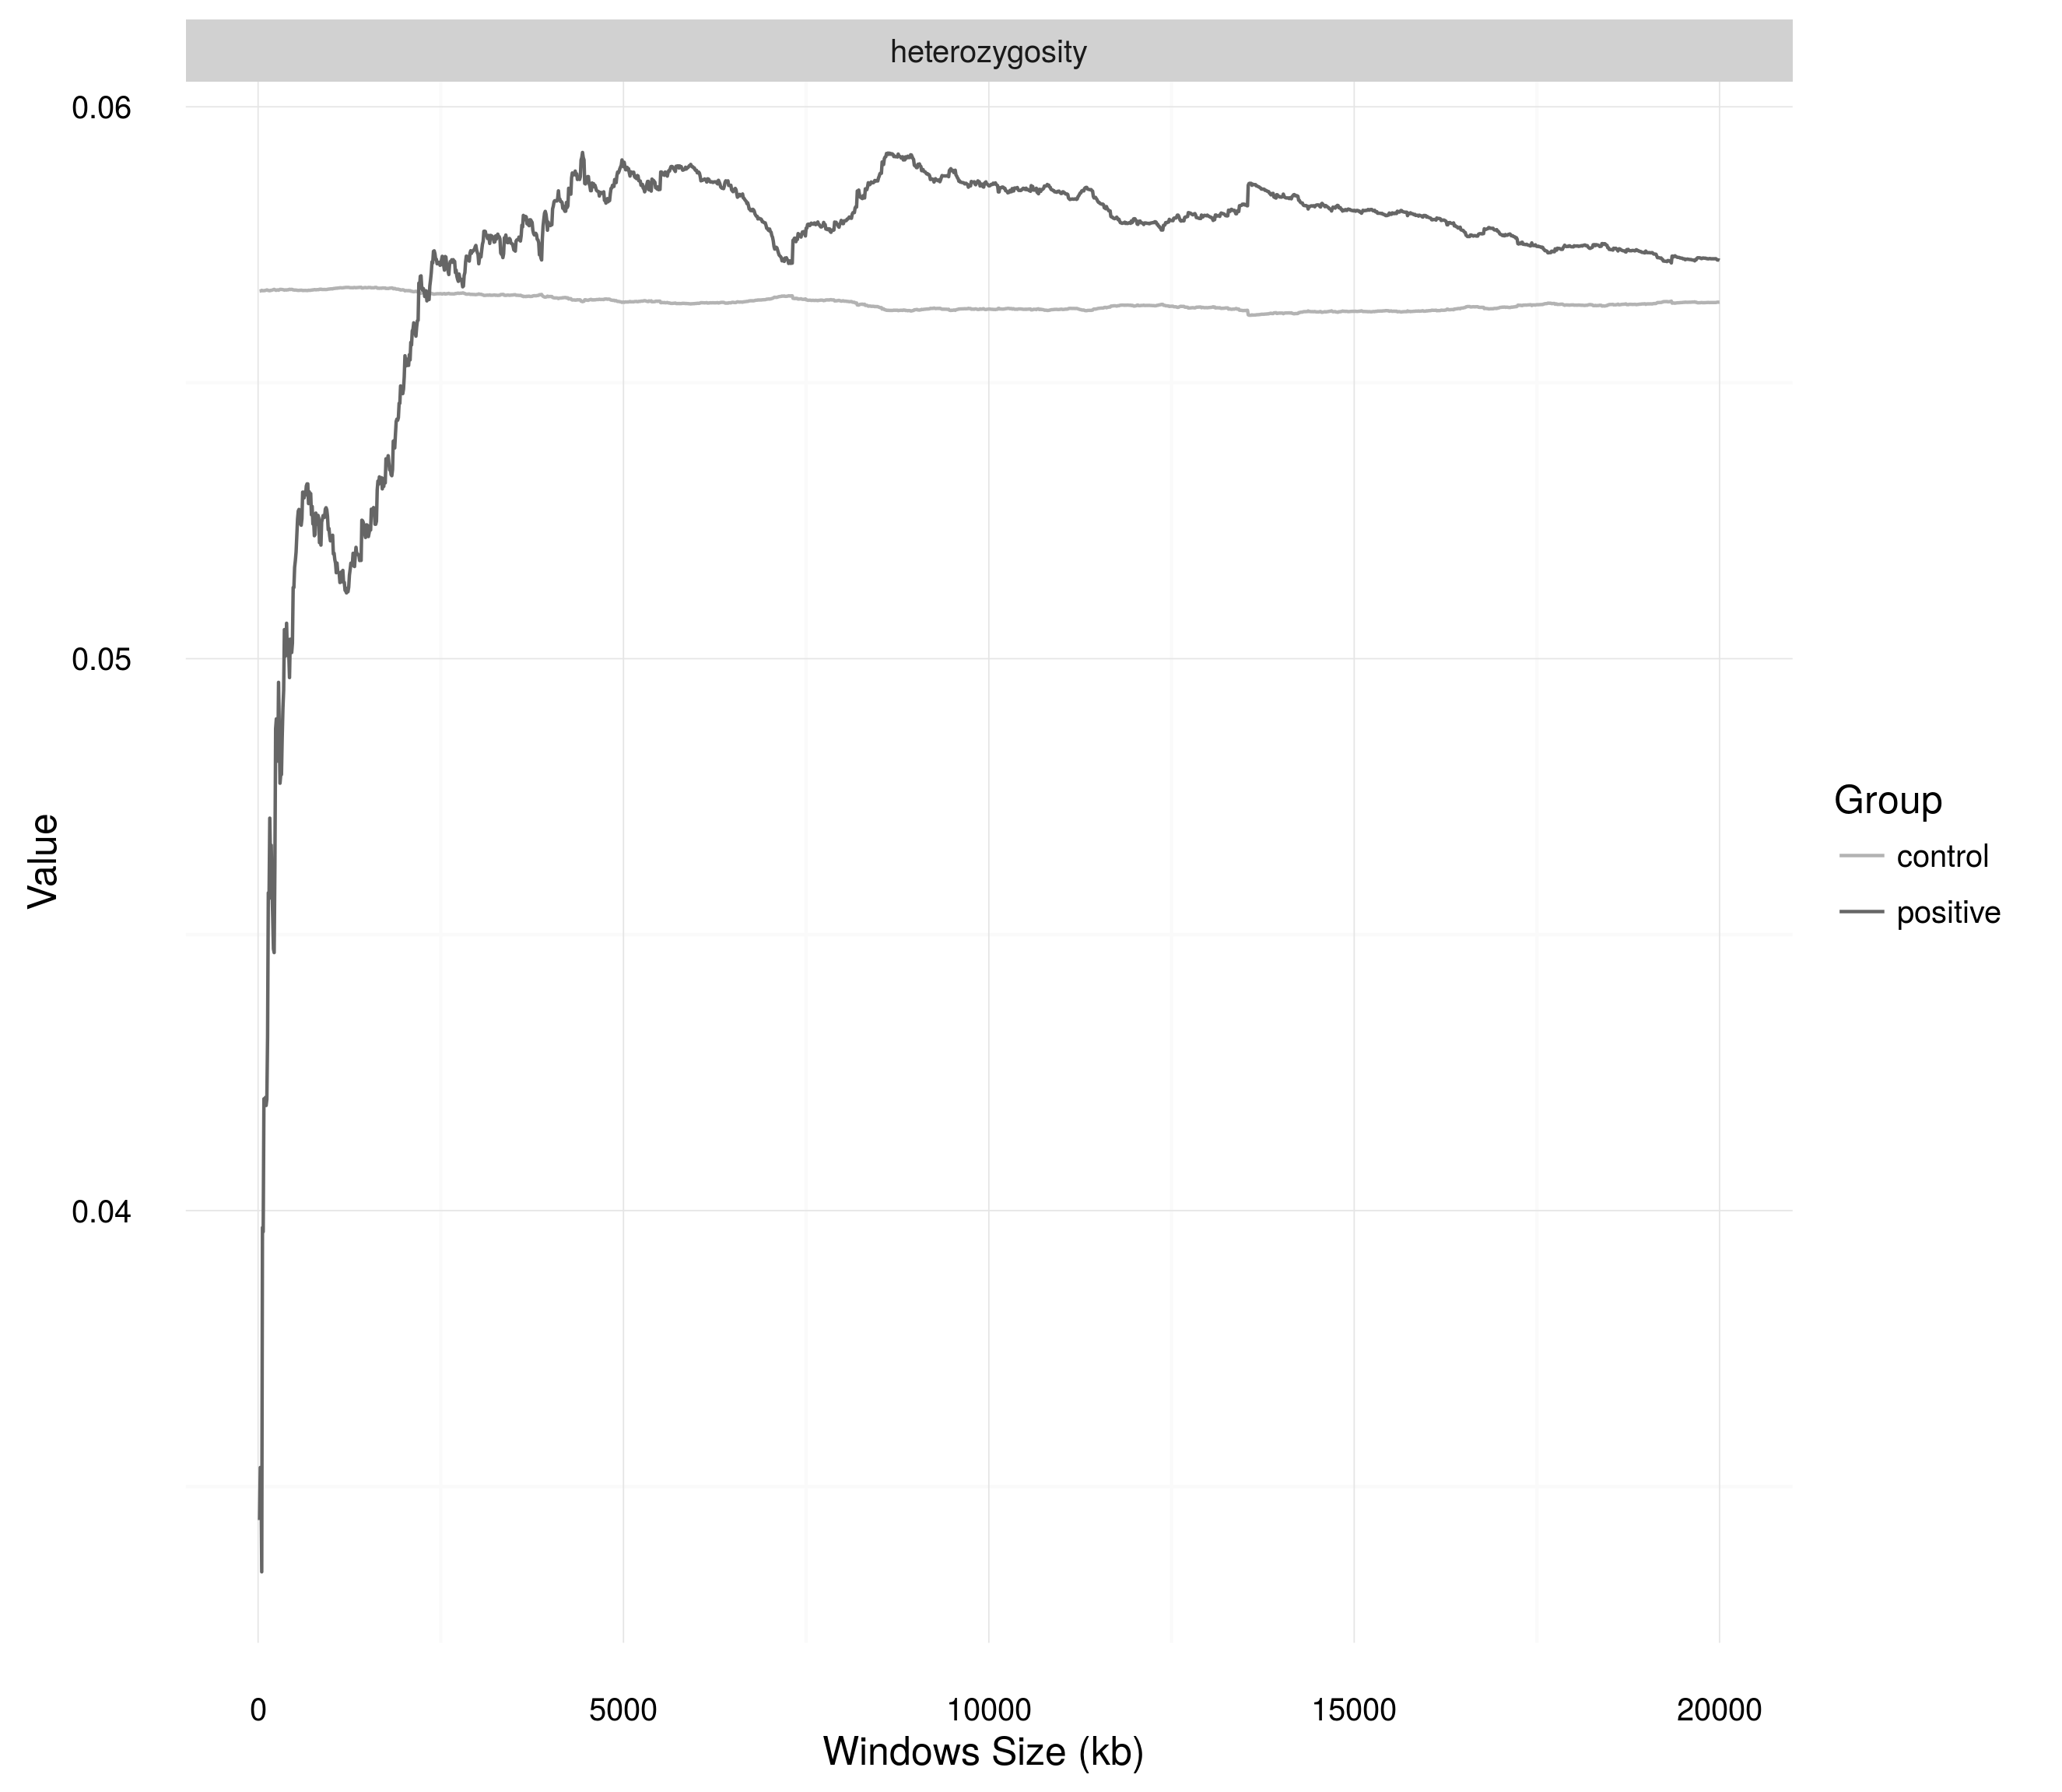 heterozygosity
0.06
0.05
0.04
Value
0
5000
10000
15000
20000
Windows Size (kb)
Group
control
positive